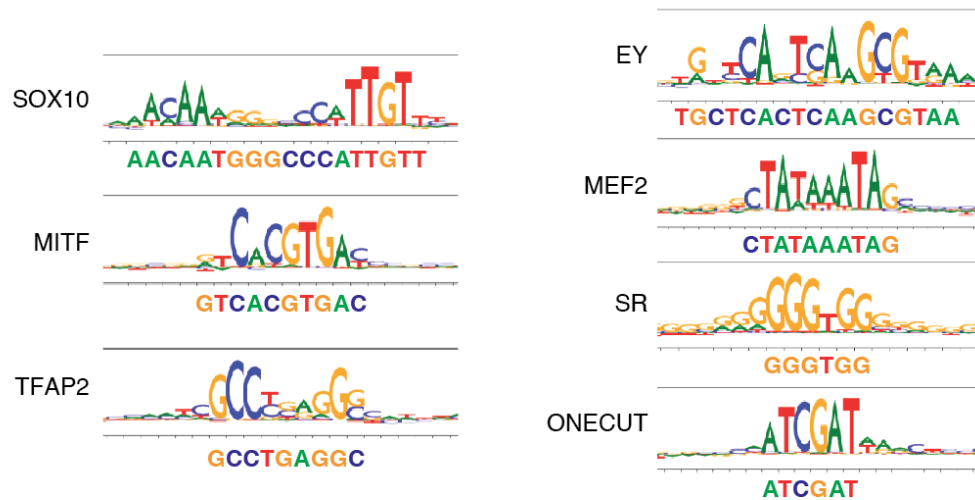 SOX10
AACAATGGGCCCATTGTT
MITF
GTCACGTGAC
TFAP2
GCCTGAGGC
EY
TGCTCACTCAAGCGTAA
MEF2
CTATAAATAG
SR
GGGTGG
ONECUT
ATCGAT